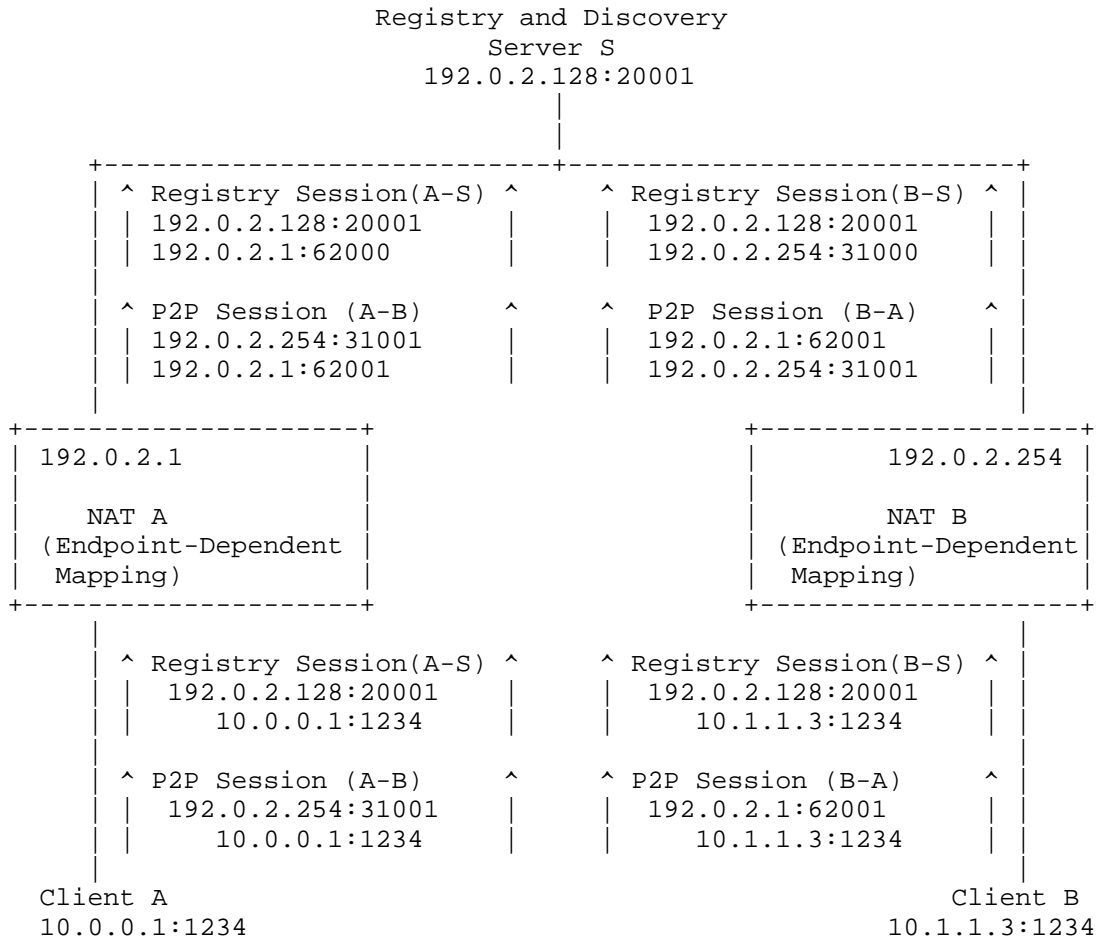 Registry and Discovery
Server S
192.0.2.128:20001
^ Registry Session(A-S) ^ ^ Registry Session(B-S) ^
192.0.2.128:20001 192.0.2.128:20001
192.0.2.1:62000 192.0.2.254:31000
^ P2P Session (A-B) ^ ^ P2P Session (B-A) ^
192.0.2.254:31001 192.0.2.1:62001
192.0.2.1:62001 192.0.2.254:31001
192.0.2.1 192.0.2.254
NAT A NAT B
(Endpoint-Dependent (Endpoint-Dependent
Mapping) Mapping)
^ Registry Session(A-S) ^ ^ Registry Session(B-S) ^
192.0.2.128:20001 192.0.2.128:20001
10.0.0.1:1234 10.1.1.3:1234
^ P2P Session (A-B) ^ ^ P2P Session (B-A) ^
192.0.2.254:31001 192.0.2.1:62001
10.0.0.1:1234 10.1.1.3:1234
Client A Client B
10.0.0.1:1234 10.1.1.3:1234